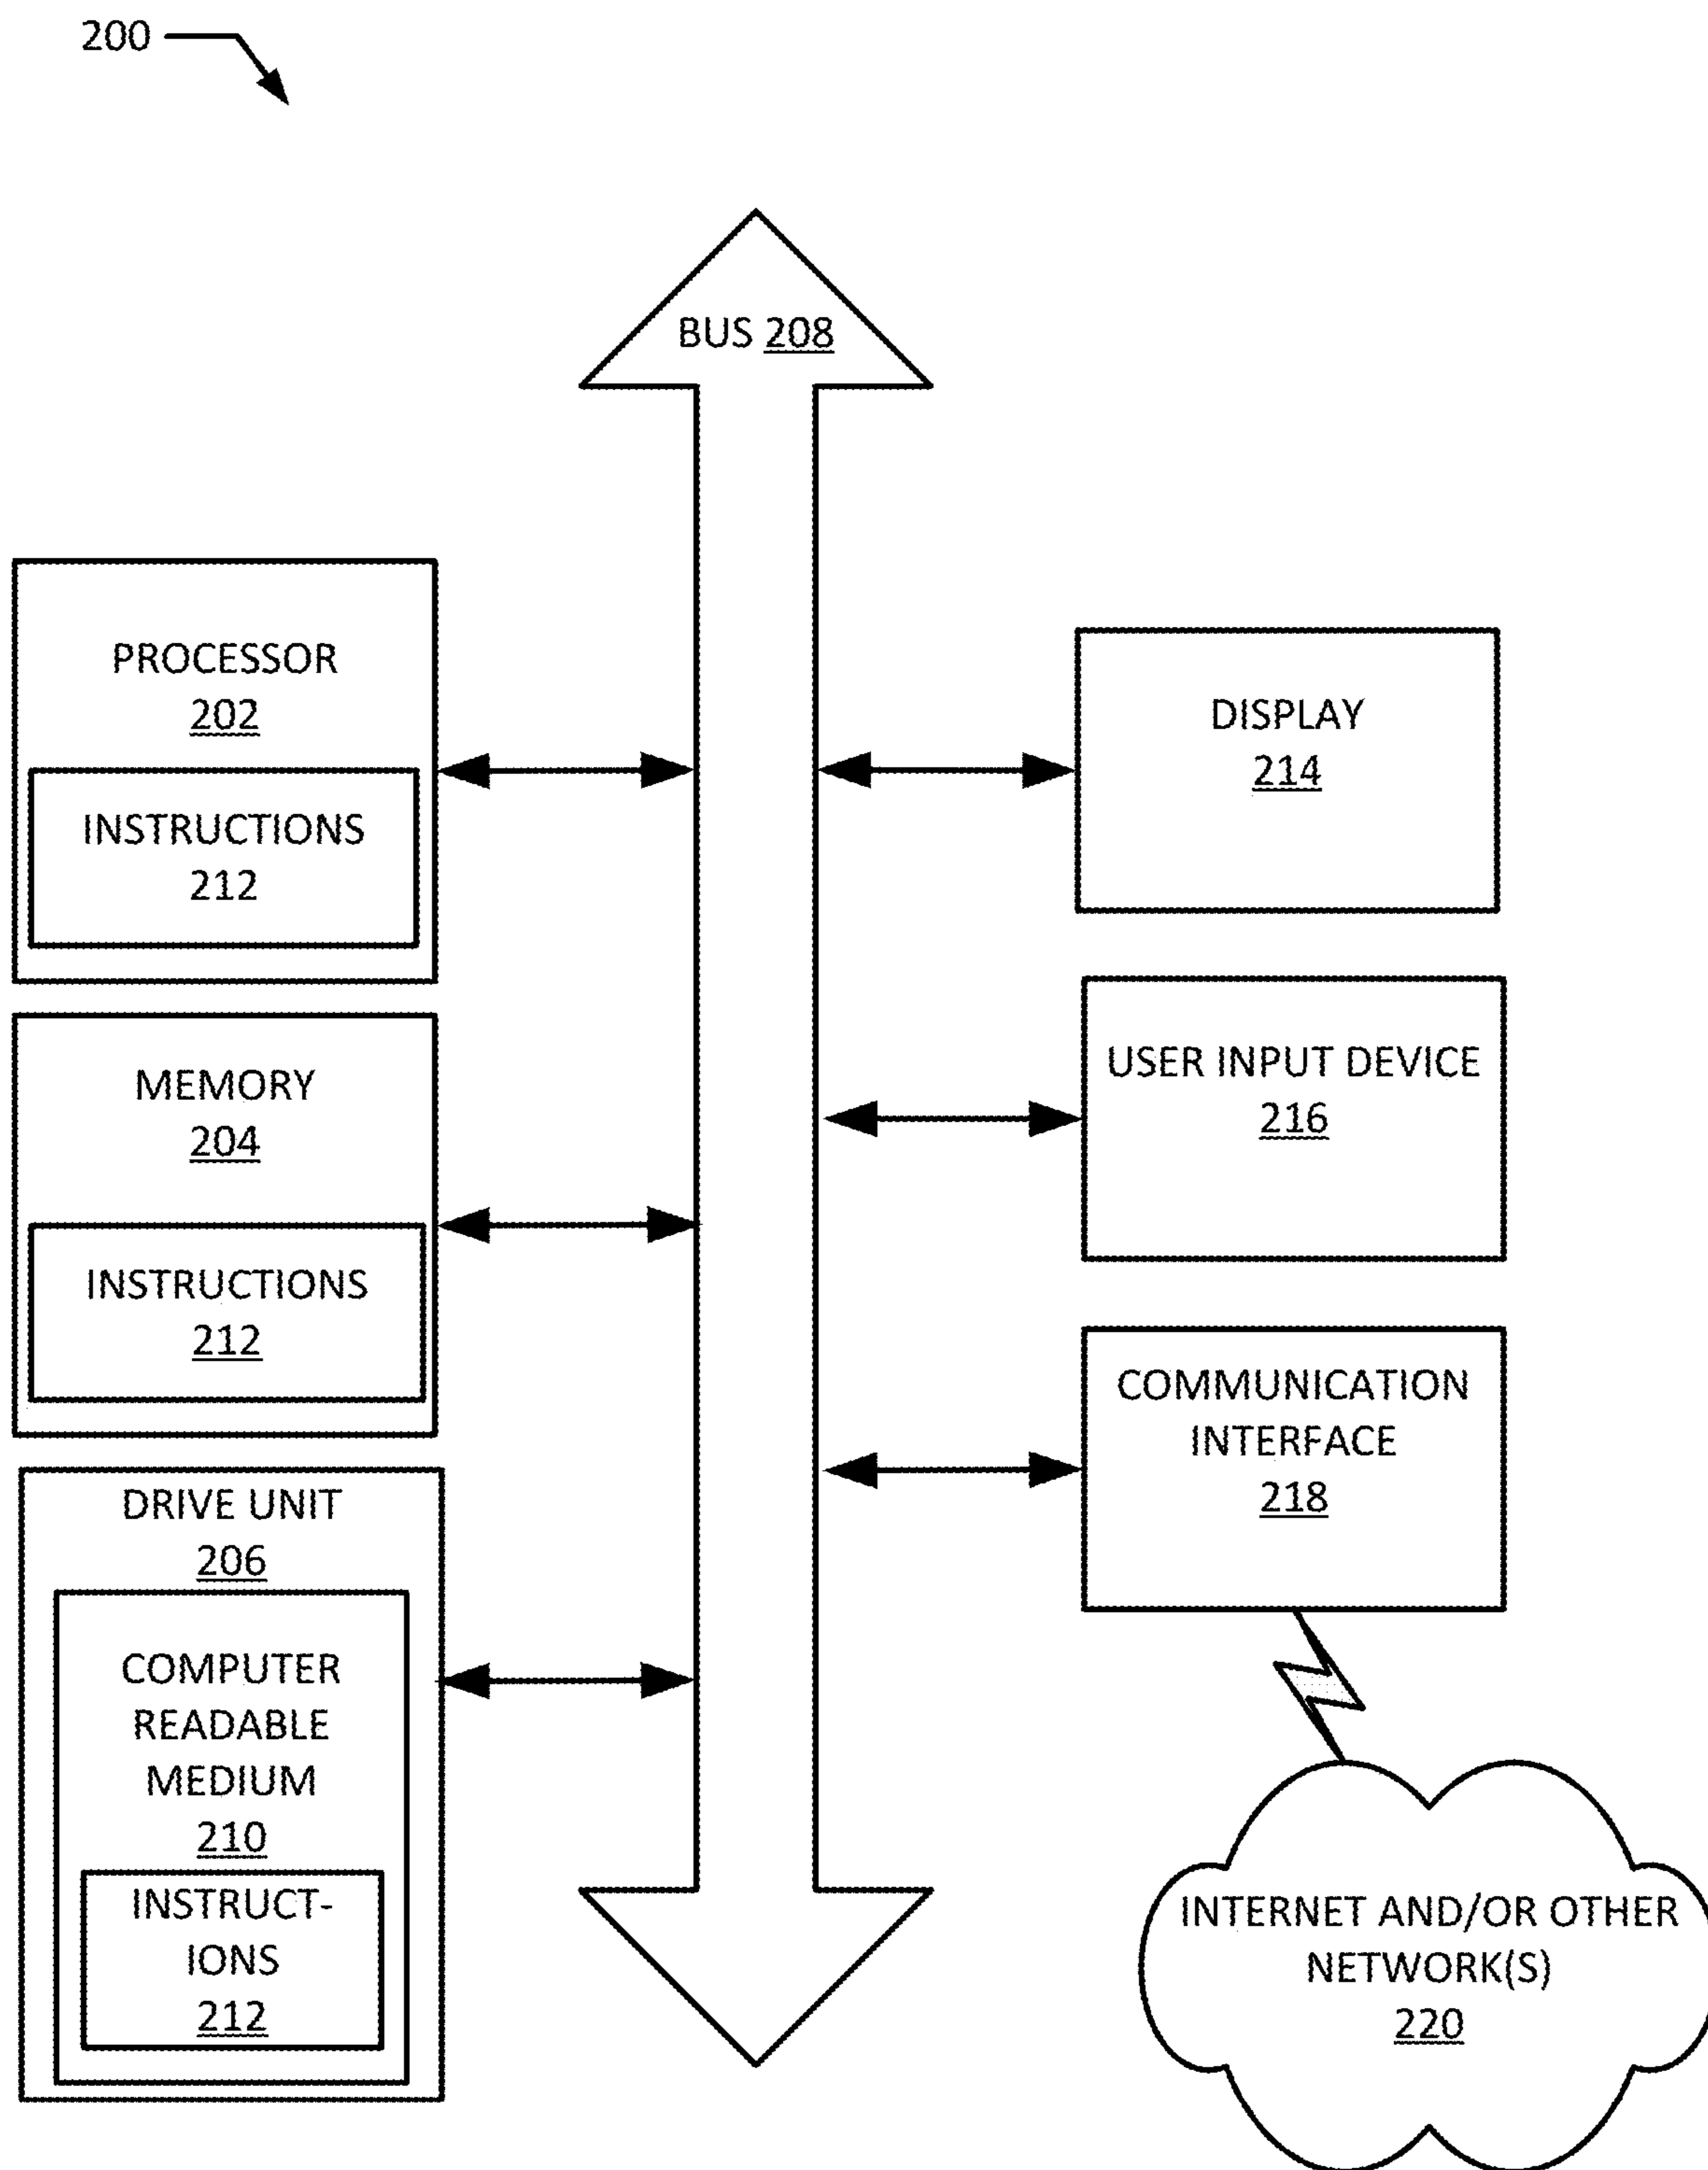 200
BUS 208
PROCESSOR
202
INSTRUCTIONS
212
MEMORY
204
INSTRUCTIONS
212
DRIVE UNIT
206
COMPUTER
READABLE
MEDIUM
210
INSTRUCT-
IONS
212
DISPLAY
214
USER INPUT DEVICE
216
COMMUNICATION
INTERFACE
218
INTERNET AND/OR OTHER
NETWORK(S)
220